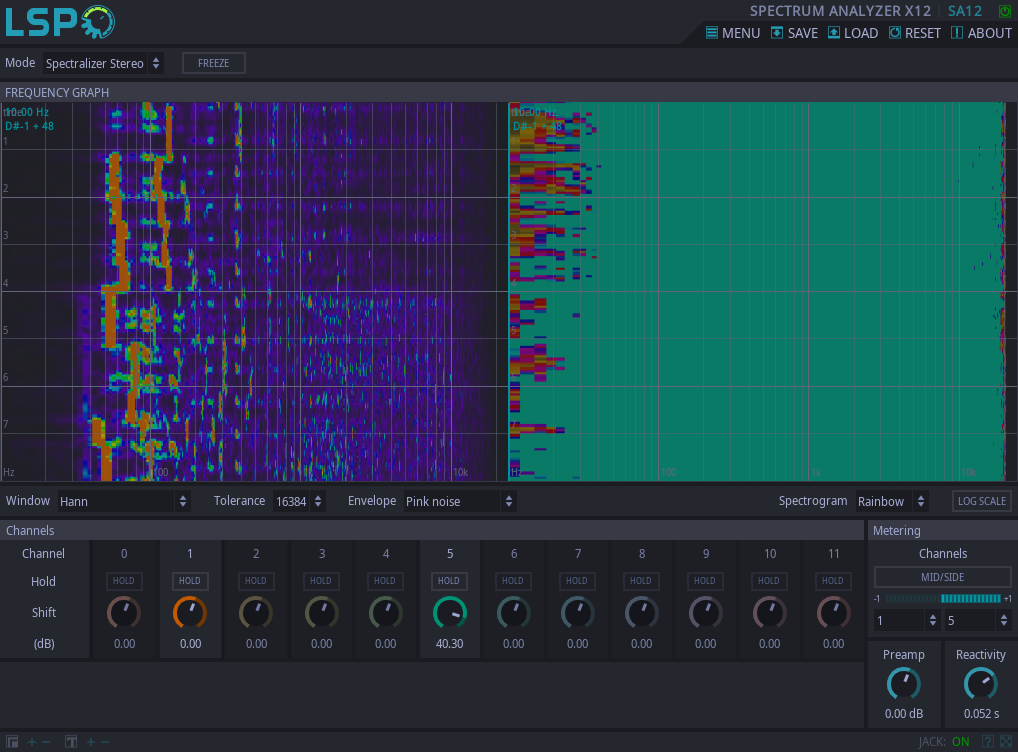 LSP
SPECTRUM ANALYZER X12 SA12
MENU SAVE LOAD RESET ABOUT
Mode Spectralizer Stereo FREEZE
FREQUENCY GRAPH
10:00 Hz 10:00 Hz
D#-1 + 48 D#-1 + 48
1
2 2
3 3
4
5 5
6
7 7
Hz 100 1k 10k Hz 100 1k 10k
Window Hann Tolerance 16384 Envelope Pink noise Spectrogram Rainbow LOG SCALE
Channels Metering
Channel 0 1 2 3 4 5 6 7 8 9 10 11 Channels
Hold HOLD HOLD HOLD HOLD HOLD HOLD HOLD HOLD HOLD HOLD HOLD HOLD MID/SIDE
-1 +1
Shift 1 5
(dB) 0.00 0.00 0.00 0.00 0.00 40.30 0.00 0.00 0.00 0.00 0.00 0.00
Preamp Reactivity
0.00 dB 0.052 s
JACK: ON